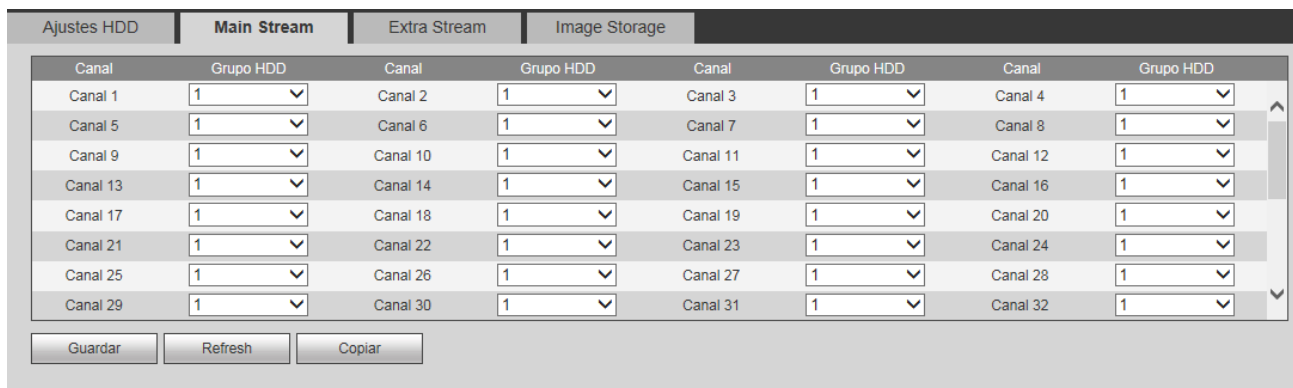 Ajustes HDD Main Stream Extra Stream Image Storage
Canal Grupo HDD Canal Grupo HDD Canal Grupo HDD Canal Grupo HDD
Canal 1 1 Canal 2 1 Canal 3 1 Canal 4 1
Canal 5 1 Canal 6 1 Canal 7 1 Canal 8 1
Canal 9 1 Canal 10 1 Canal 11 1 Canal 12 1
Canal 13 1 Canal 14 1 Canal 15 1 Canal 16 1
Canal 17 1 Canal 18 1 Canal 19 1 Canal 20 1
Canal 21 1 Canal 22 1 Canal 23 1 Canal 24 1
Canal 25 1 Canal 26 1 Canal 27 1 Canal 28 1
Canal 29 1 Canal 30 1 Canal 31 1 Canal 32 1
Guardar Refresh Copiar